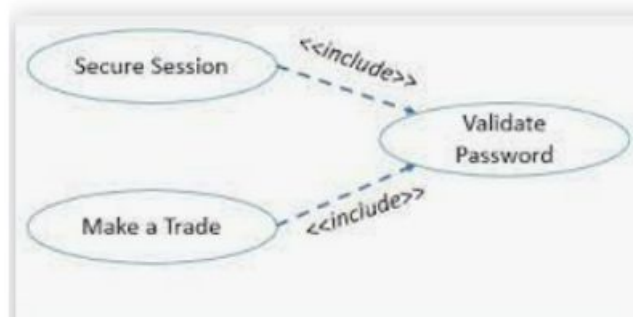 <<include>>
Secure Session
Validate
Password
Make a Trade
<<include>>